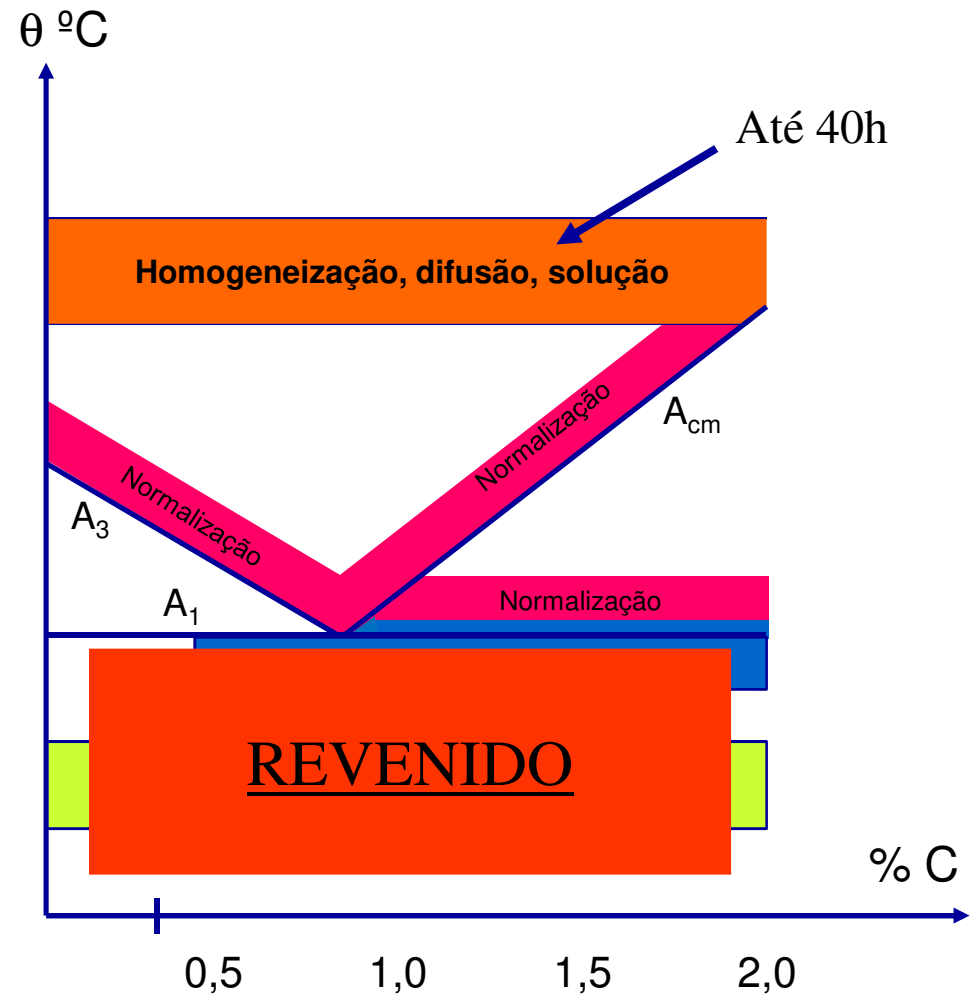 θ ºC
Até 40h
Homogeneização, difusão, solução
Normalização
Normalização
A₃
A_cm
A₁
Normalização
REVENIDO
% C
0,5 1,0 1,5 2,0